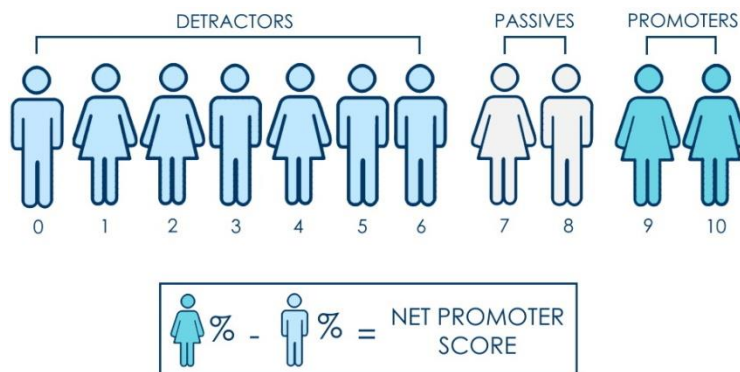 DETRACTORS PASSIVES PROMOTERS
0 1 2 3 4 5 6 7 8 9 10
% - % = NET PROMOTER
SCORE